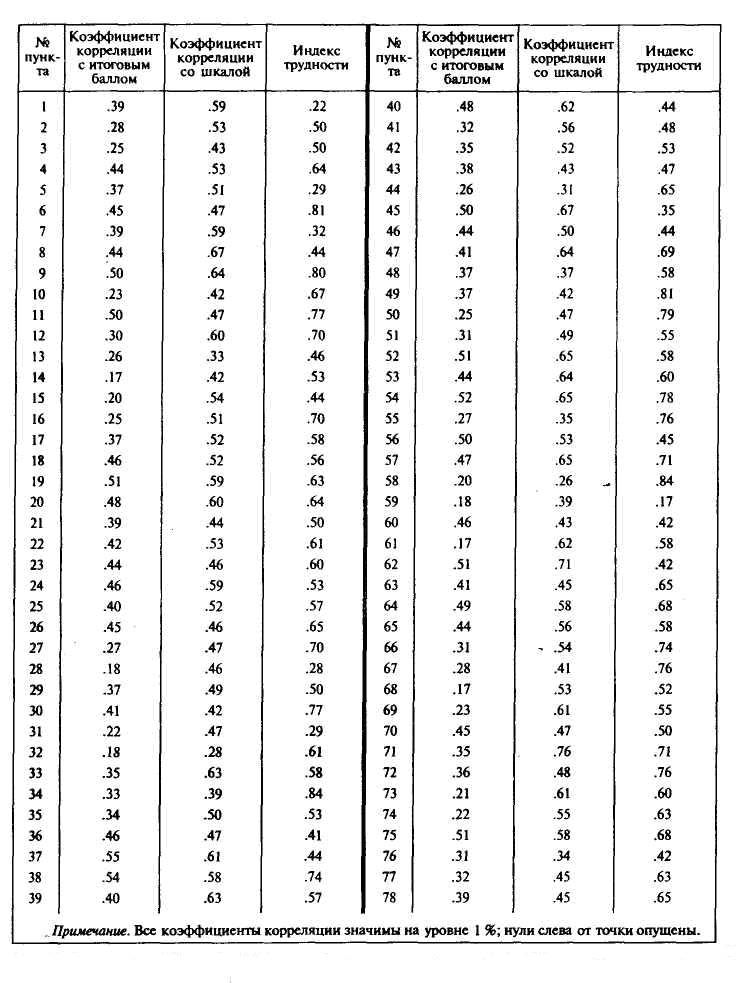 № пунк-та Коэффициент корреляции с итоговым баллом Коэффициент корреляции со шкалой Индекс трудности № пунк-та Коэффициент корреляции с итоговым баллом Коэффициент корреляции со шкалой Индекс трудности
1 .39 .59 .22 40 .48 .62 .44
2 .28 .53 .50 41 .32 .56 .48
3 .25 .43 .50 42 .35 .52 .53
4 .44 .53 .64 43 .38 .43 .47
5 .37 .51 .29 44 .26 .31 .65
6 .45 .47 .81 45 .50 .67 .35
7 .39 .59 .32 46 .44 .50 .44
8 .44 .67 .44 47 .41 .64 .69
9 .50 .64 .80 48 .37 .37 .58
10 .23 .42 .67 49 .37 .42 .81
11 .50 .47 .77 50 .25 .47 .79
12 .30 .60 .70 51 .31 .49 .55
13 .26 .33 .46 52 .51 .65 .58
14 .17 .42 .53 53 .44 .64 .60
15 .20 .54 .44 54 .52 .65 .78
16 .25 .51 .70 55 .27 .35 .76
17 .37 .52 .58 56 .50 .53 .45
18 .46 .52 .56 57 .47 .65 .71
19 .51 .59 .63 58 .20 .26 .84
20 .48 .60 .64 59 .18 .39 .17
21 .39 .44 .50 60 .46 .43 .42
22 .42 .53 .61 61 .17 .62 .58
23 .44 .46 .60 62 .51 .71 .42
24 .46 .59 .53 63 .41 .45 .65
25 .40 .52 .57 64 .49 .58 .68
26 .45 .46 .65 65 .44 .56 .58
27 .27 .47 .70 66 .31 .54 .74
28 .18 .46 .28 67 .28 .41 .76
29 .37 .49 .50 68 .17 .53 .52
30 .41 .42 .77 69 .23 .61 .55
31 .22 .47 .29 70 .45 .47 .50
32 .18 .28 .61 71 .35 .76 .71
33 .35 .63 .58 72 .36 .48 .76
34 .33 .39 .84 73 .21 .61 .60
35 .34 .50 .53 74 .22 .55 .63
36 .46 .47 .41 75 .51 .58 .68
37 .55 .61 .44 76 .31 .34 .42
38 .54 .58 .74 77 .32 .45 .63
39 .40 .63 .57 78 .39 .45 .65
Примечание. Все коэффициенты корреляции значимы на уровне 1 %; нули слева от точки опущены.